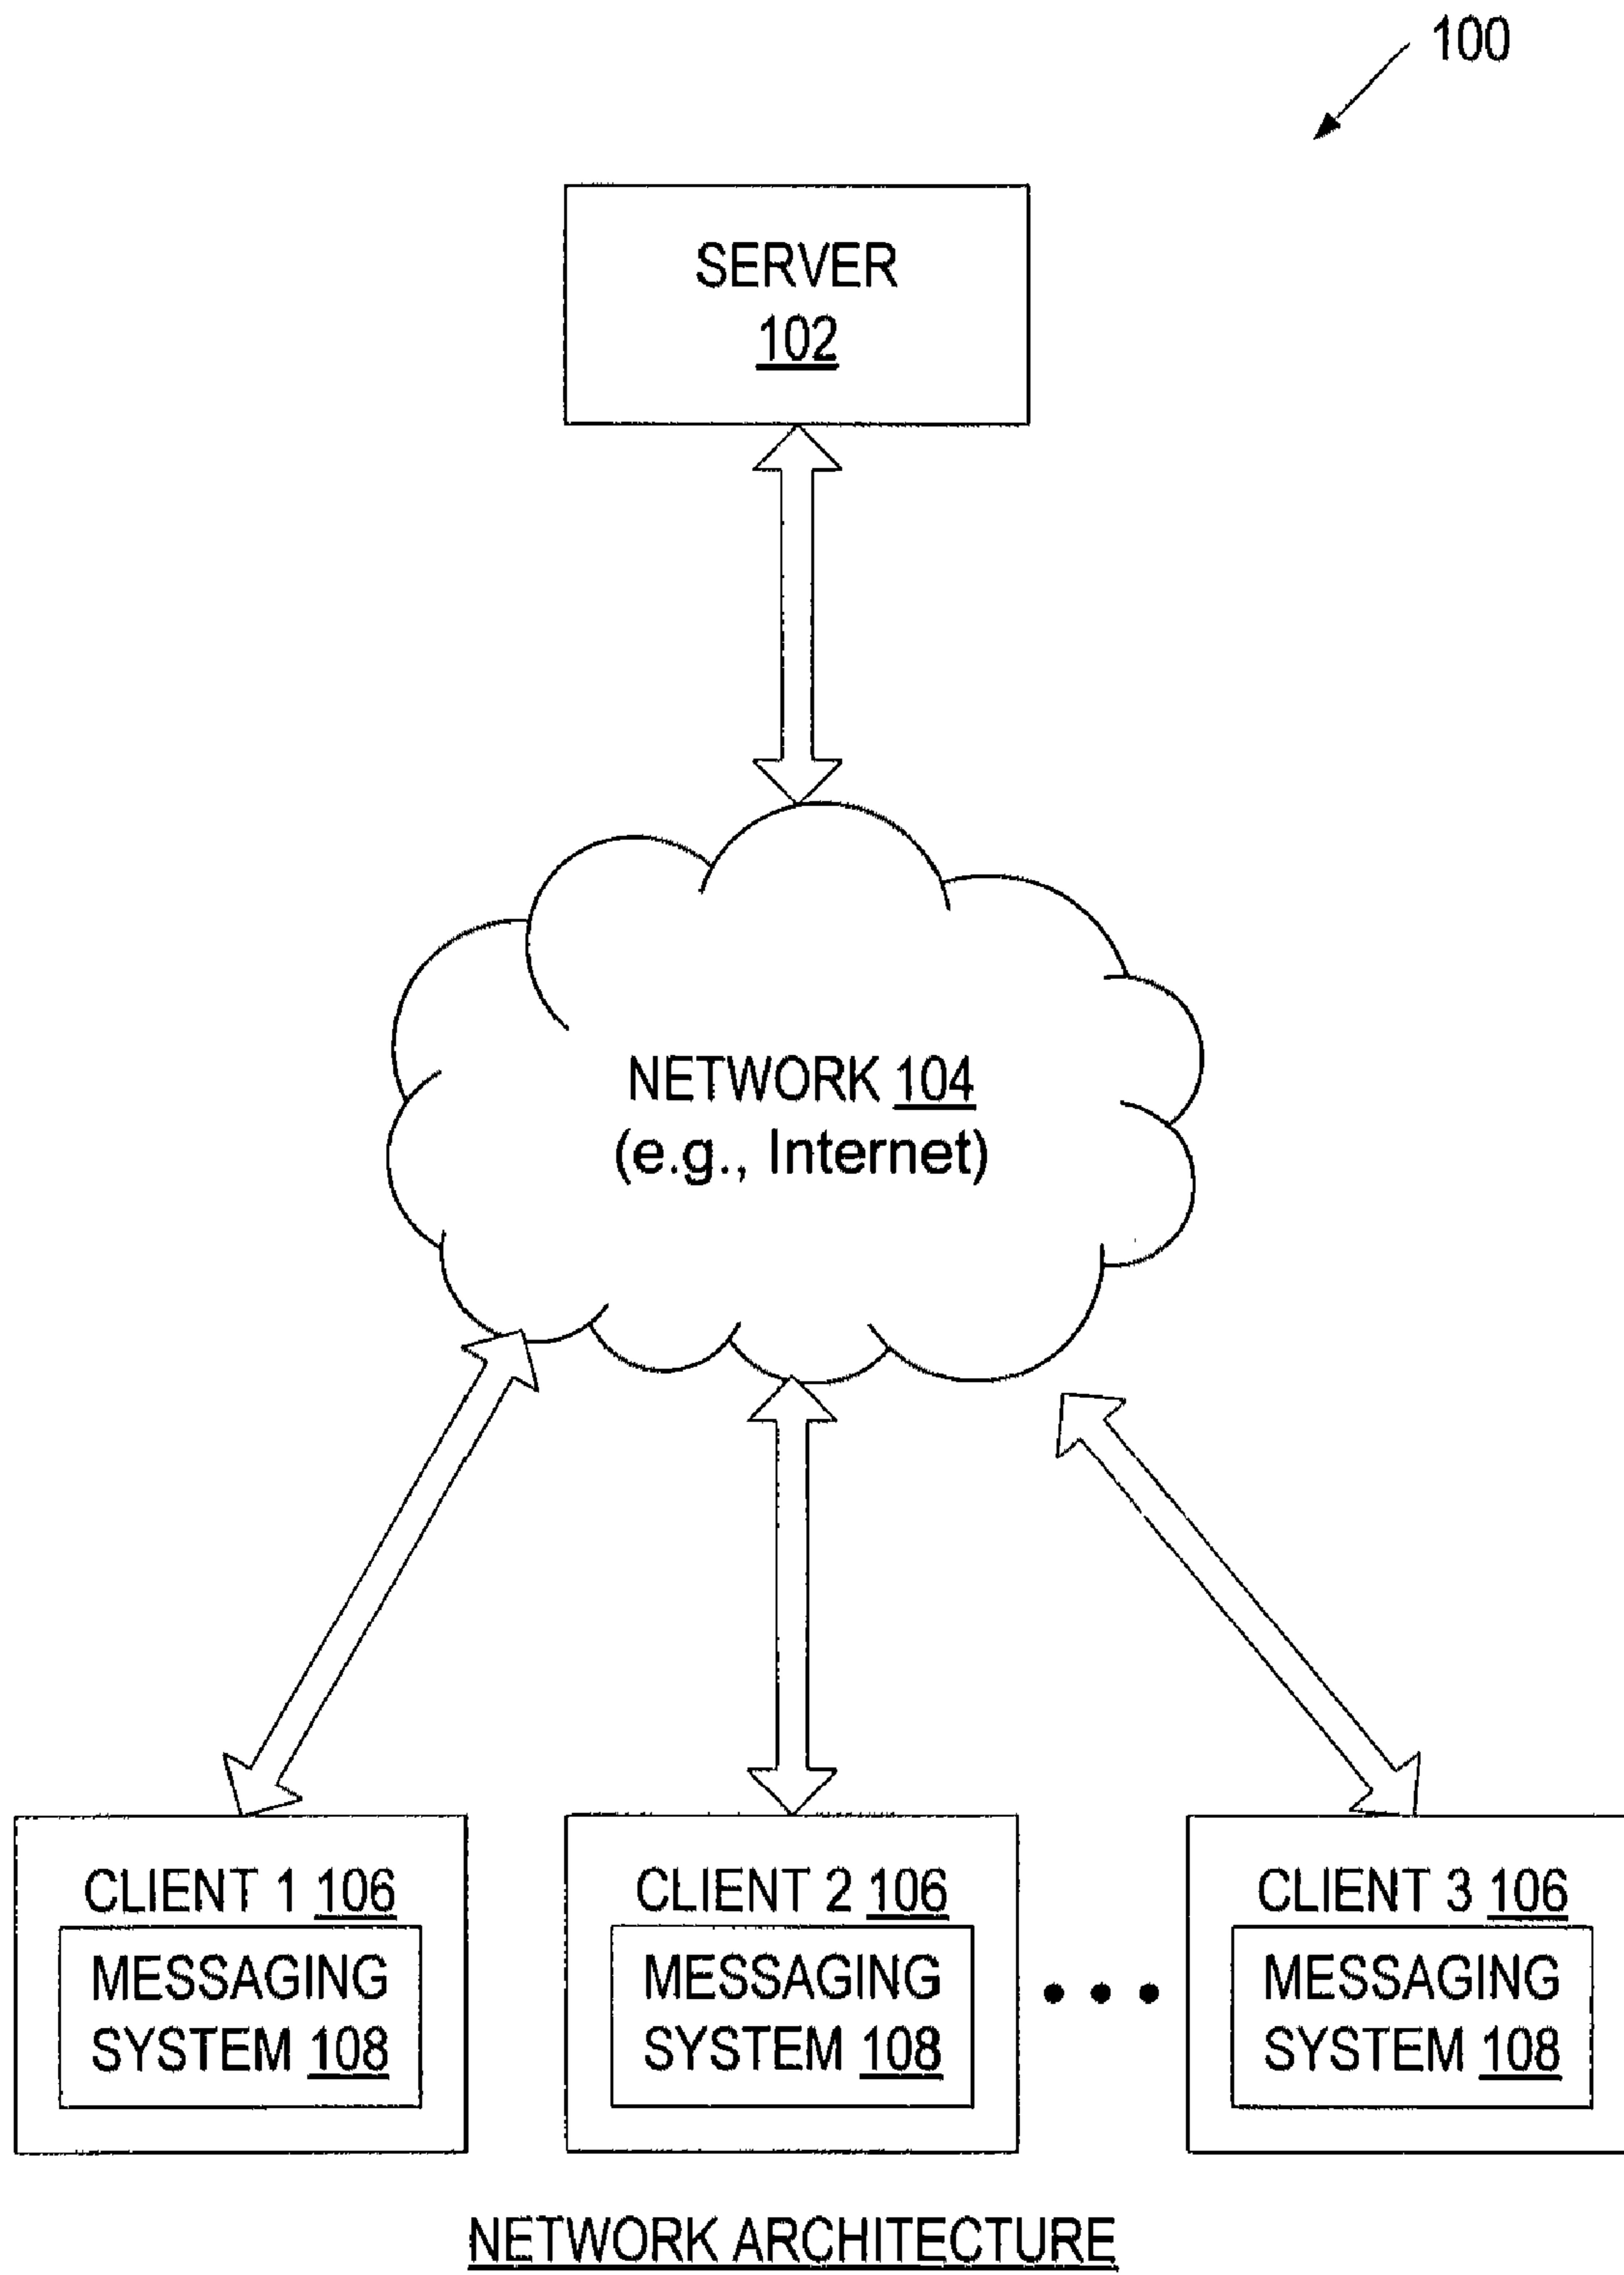 100
SERVER
102
NETWORK 104
(e.g., Internet)
CLIENT 1 106
MESSAGING
SYSTEM 108
CLIENT 2 106
MESSAGING
SYSTEM 108
CLIENT 3 106
MESSAGING
SYSTEM 108
NETWORK ARCHITECTURE